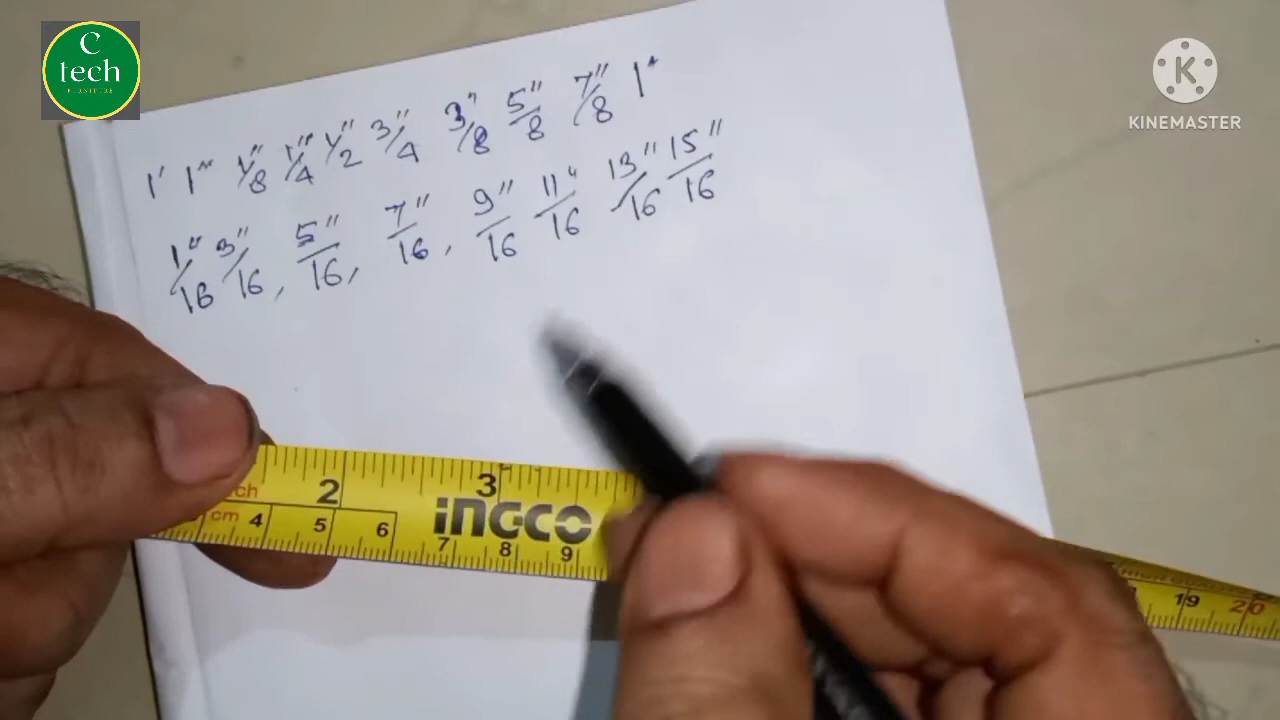 C
tech
FURNITURE
K
KINEMASTER
1' 1" 1/8" 1/4" 1/2" 3/4" 3/8" 5/8" 7/8" 1"
1/16" 3/16", 5/16", 7/16", 9/16" 11/16" 13/16" 15/16"
2 3
cm 4 5 6 7 8 9
INGCO
19 20